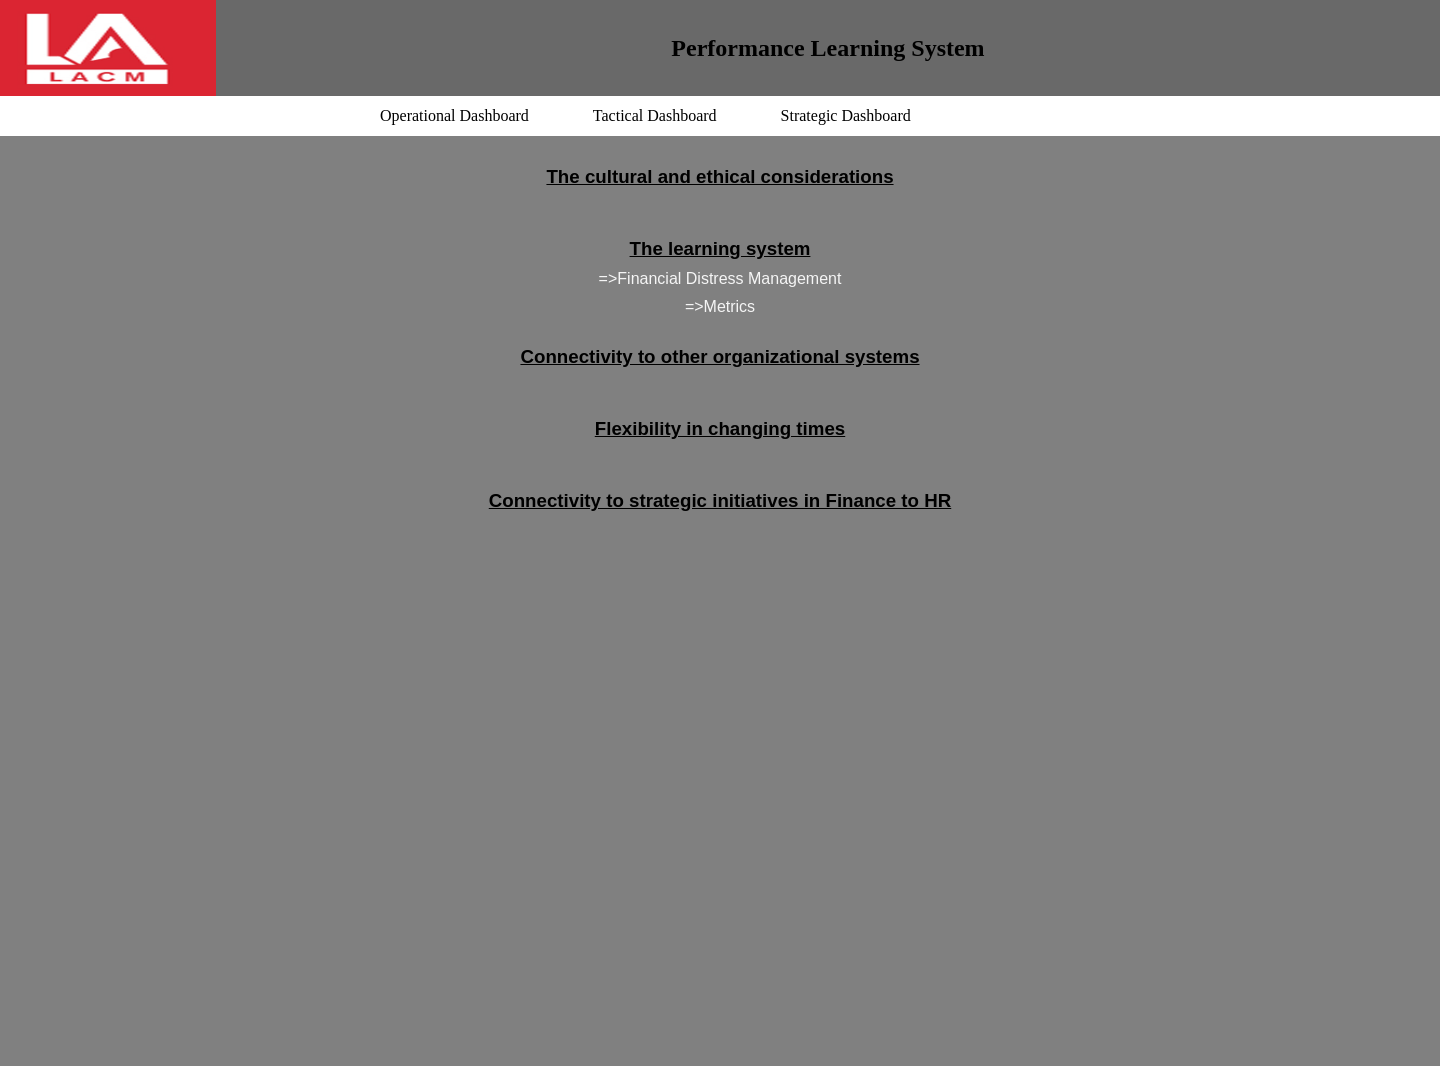 LA
LACM
Performance Learning System
Operational Dashboard Tactical Dashboard Strategic Dashboard
The cultural and ethical considerations
The learning system
=>Financial Distress Management
=>Metrics
Connectivity to other organizational systems
Flexibility in changing times
Connectivity to strategic initiatives in Finance to HR